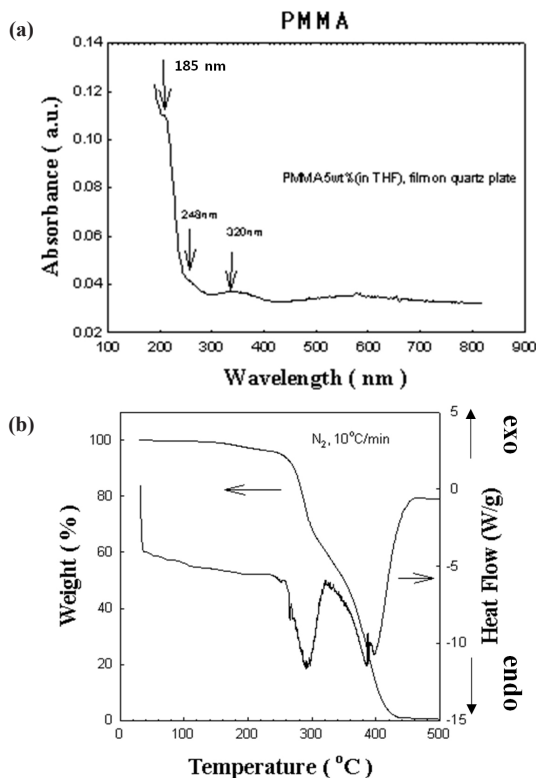 PMMA
(a)
0.14
0.12
0.10
0.08
0.06
0.04
0.02
Absorbance ( a.u.)
185 nm
248nm
320nm
PMMA5wt%(in THF), film on quartz plate
100 200 300 400 500 600 700 800 900
Wavelength ( nm)
(b)
100
80
60
40
20
0
Weight ( %)
N2, 10°C/min
5
0
-5
-10
-15
Heat Flow (W/g)
exo
endo
0 100 200 300 400 500
Temperature ( °C)